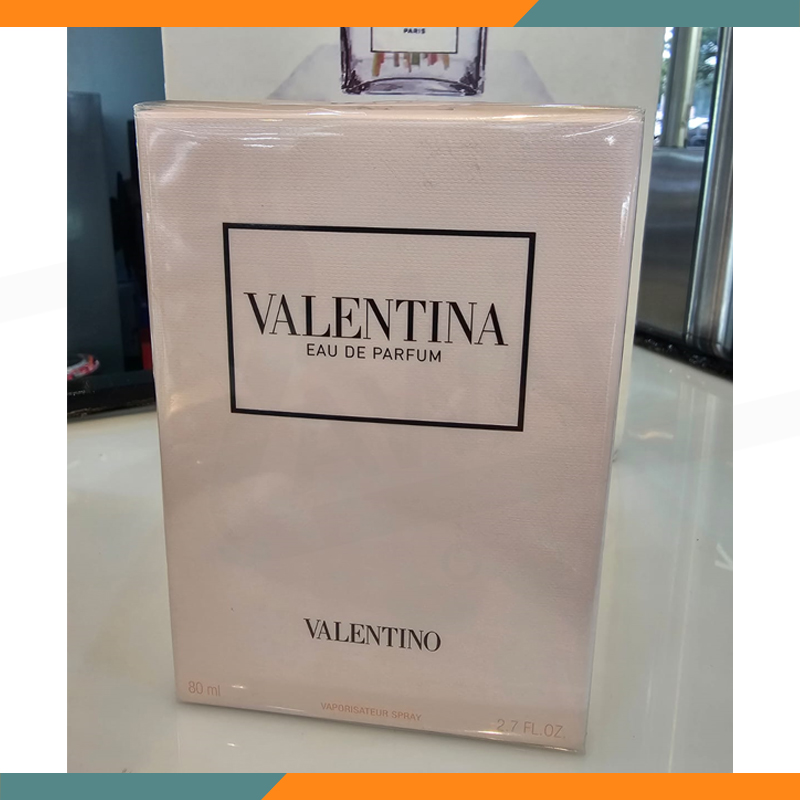 PARIS
VALENTINA
EAU DE PARFUM
VALENTINO
80 ml
VAPORISATEUR SPRAY
2.7 FL.OZ.